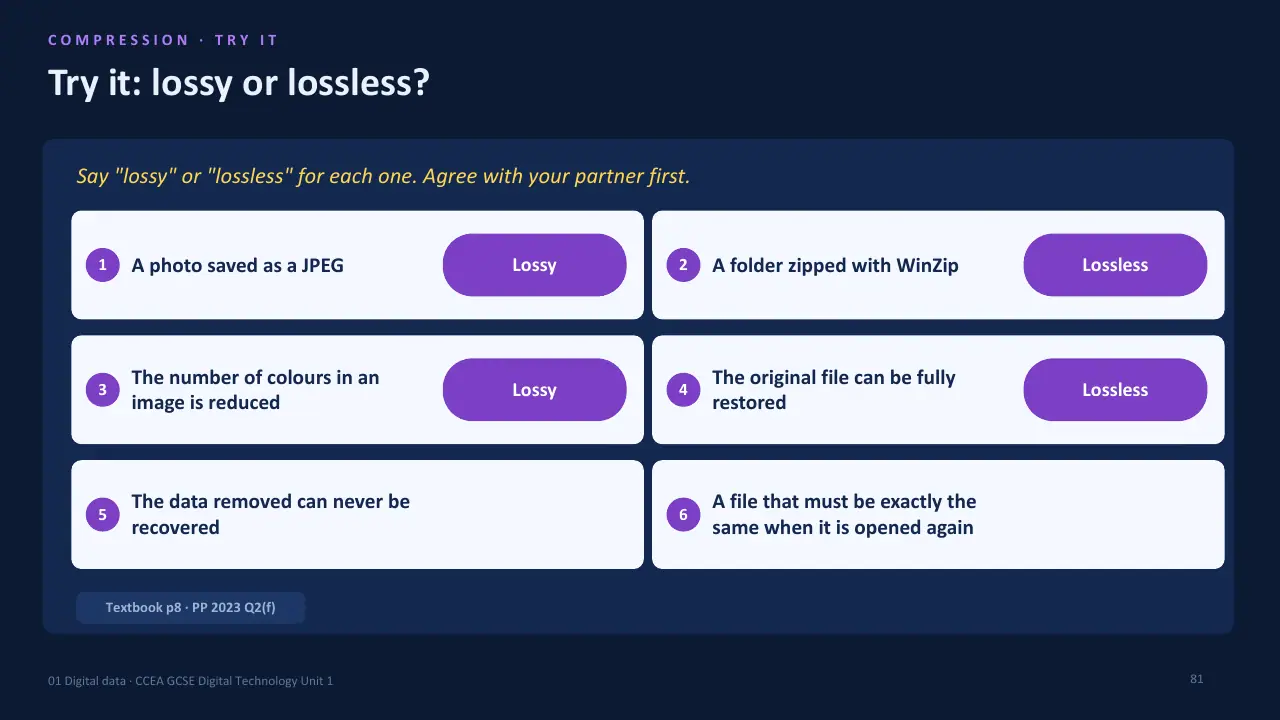 COMPRESSION · TRY IT
Try it: lossy or lossless?
Say "lossy" or "lossless" for each one. Agree with your partner first.
1 A photo saved as a JPEG Lossy
2 A folder zipped with WinZip Lossless
3 The number of colours in an
image is reduced Lossy
4 The original file can be fully
restored Lossless
5 The data removed can never be
recovered
6 A file that must be exactly the
same when it is opened again
Textbook p8 · PP 2023 Q2(f)
01 Digital data · CCEA GCSE Digital Technology Unit 1
81